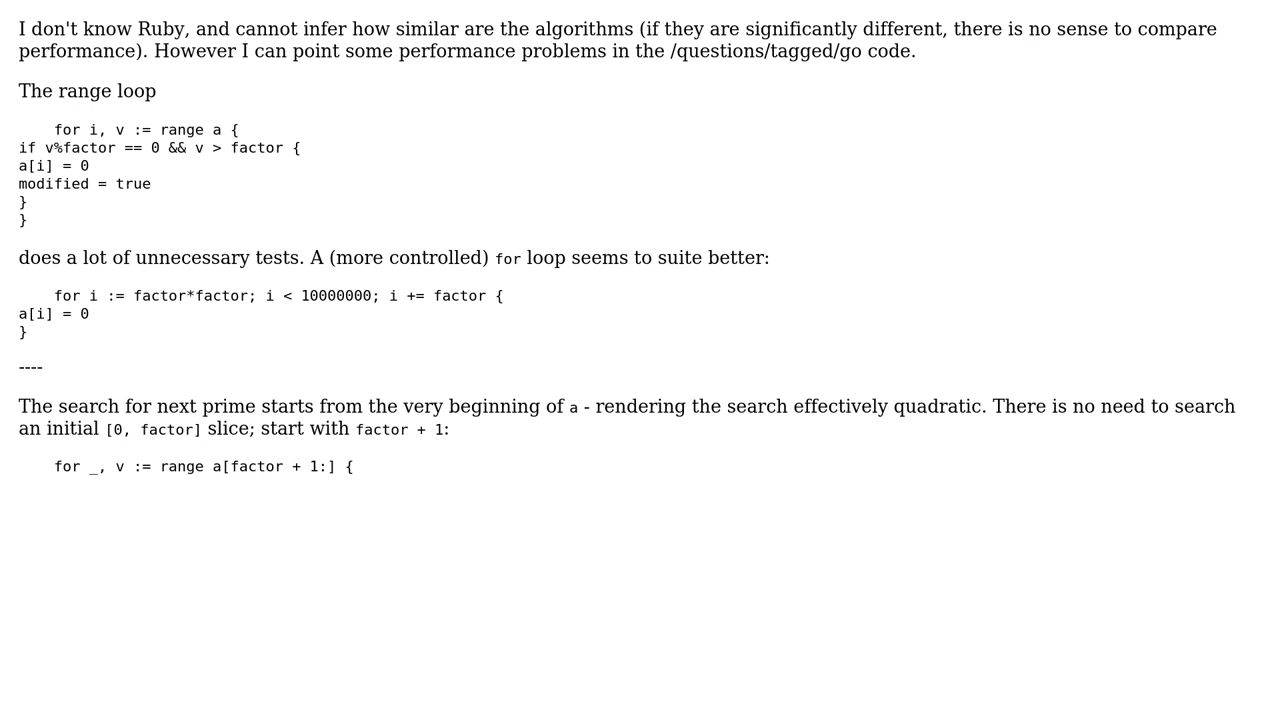 I don't know Ruby, and cannot infer how similar are the algorithms (if they are significantly different, there is no sense to compare
performance). However I can point some performance problems in the /questions/tagged/go code.
The range loop
    for i, v := range a {
if v%factor == 0 && v > factor {
a[i] = 0
modified = true
}
}
does a lot of unnecessary tests. A (more controlled) for loop seems to suite better:
    for i := factor*factor; i < 10000000; i += factor {
a[i] = 0
}
----
The search for next prime starts from the very beginning of a - rendering the search effectively quadratic. There is no need to search
an initial [0, factor] slice; start with factor + 1:
    for _, v := range a[factor + 1:] {